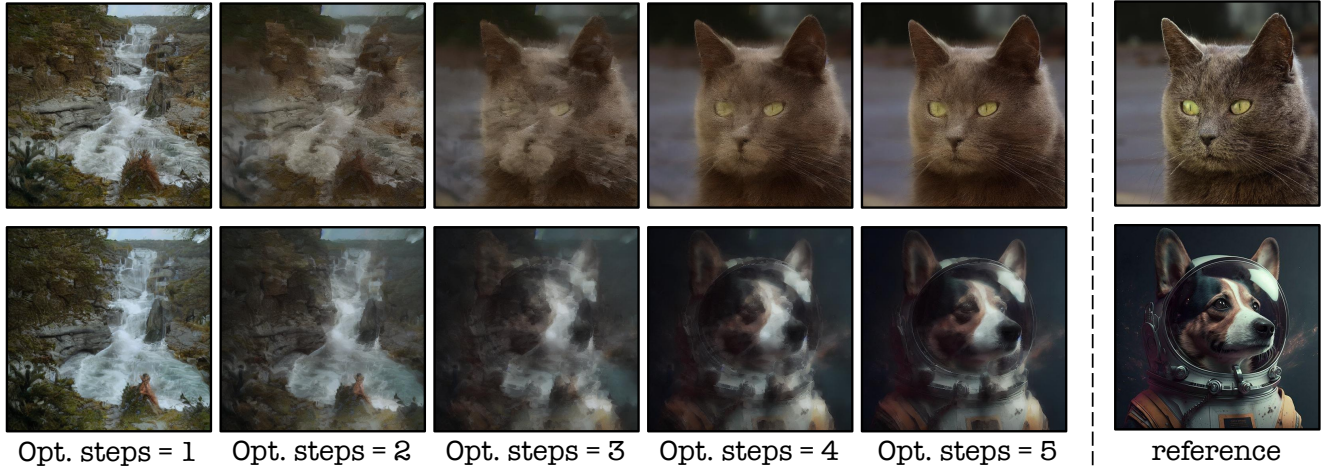 Opt. steps = 1 Opt. steps = 2 Opt. steps = 3 Opt. steps = 4 Opt. steps = 5 reference